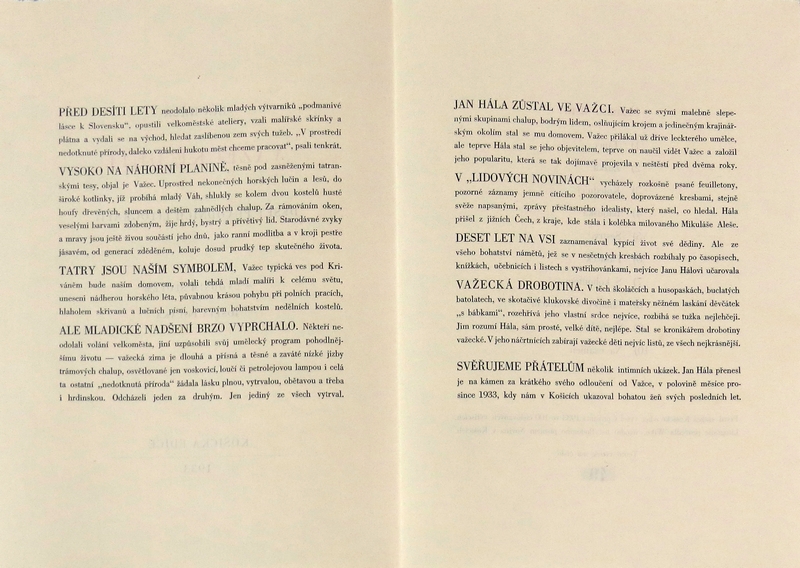 PŘED DESÍTI LETY neodolalo několik mladých výtvarníků „podmanivé
lásce k Slovensku“, opustili velkoměstské ateliery, vzali malířské skřínky a
plátna a vydali se na východ, hledat zaslíbenou zem svých tužeb. „V prostředí
nedotknuté přírody, daleko vzdáleni hukotu měst chceme pracovat“, psali tenkrát.
VYSOKO NA NÁHORNÍ PLANINĚ, těsně pod zasněženými tatran-
skými tesy, objal je Važec. Uprostřed nekonečných horských lučin a lesů, do
široké kotlinky, již probíhá mladý Váh, shlukly se kolem dvou kostelů husté
houfy dřevěných, sluncem a deštěm zahnědlých chalup. Za rámováním oken,
veselými barvami zdobeným, žije hrdý, bystrý a přívětivý lid. Starodávné zvyky
a mravy jsou ještě živou součástí jeho dnů, jako ranní modlitba a v kroji pestře
jásavém, od generací zděděném, koluje dosud prudký tep skutečného života.
TATRY JSOU NAŠÍM SYMBOLEM, Važec typická ves pod Kri-
váněm bude naším domovem, volali tehdá mladí malíři k celému světu,
uneseni nádherou horského léta, půvabnou krásou pohybu při polních pracích,
hlaholem skřivanů a lučních písní, barevným bohatstvím nedělních kostelů.
ALE MLADICKÉ NADŠENÍ BRZO VYPRCHALO. Někteří ne-
odolali volání velkoměsta, jiní uzpůsobili svůj umělecký program pohodlněj-
šímu životu — važecká zima je dlouhá a přísná a těsné a zaváté nízké jizby
trámových chalup, osvětlované jen voskovicí, loučí či petrolejovou lampou i celá
ta ostatní „nedotknutá příroda“ žádala lásku plnou, vytrvalou, obětavou a třeba
i hrdinskou. Odcházeli jeden za druhým. Jen jediný ze všech vytrval.
JAN HÁLA ZŮSTAL VE VAŽCI. Važec se svými malebně slepe-
nými skupinami chalup, bodrým lidem, oslňujícím krojem a jedinečným krajinář-
ským okolím stal se mu domovem. Važec přilákal už dříve leckterého umělce,
ale teprve Hála stal se jeho objevitelem, teprve on naučil vidět Važec a založil
jeho popularitu, která se tak dojímavě projevila v neštěstí před dvěma roky.
V „LIDOVÝCH NOVINÁCH“ vycházely rozkošně psané feuilletony,
pozorné záznamy jemně cítícího pozorovatele, doprovázené kresbami, stejně
svěže napsanými, zprávy přešťastného idealisty, který našel, co hledal. Hála
přišel z jižních Čech, z kraje, kde stála i kolébka milovaného Mikuláše Aleše.
DESET LET NA VSI zaznamenával kypící život své dědiny. Ale ze
všeho bohatství námětů, jež se v nesčetných kresbách rozbíhaly po časopisech,
knížkách, učebnicích i listech s vystřihovánkami, nejvíce Janu Hálovi učarovala
VAŽECKÁ DROBOTINA. V těch školáčcích a husopaskách, buclatých
batolatech, ve skotačivé klukovské divočině i mateřsky něžném laskání děvčátek
„s bábkami“, rozehřívá jeho vlastní srdce nejvíce, rozbíhá se tužka nejlehčeji.
Jim rozumí Hála, sám prosté, velké dítě, nejlépe. Stal se kronikářem drobotiny
važecké. V jeho náčrtnících zabírají važecké děti nejvíc listů, ze všech nejkrásnější.
SVĚŘUJEME PŘÁTELŮM několik intimních ukázek. Jan Hála přenesl
je na kámen za krátkého svého odloučení od Važce, v polovině měsíce pro-
since 1933, kdy nám v Košicích ukazoval bohatou žeň svých posledních let.